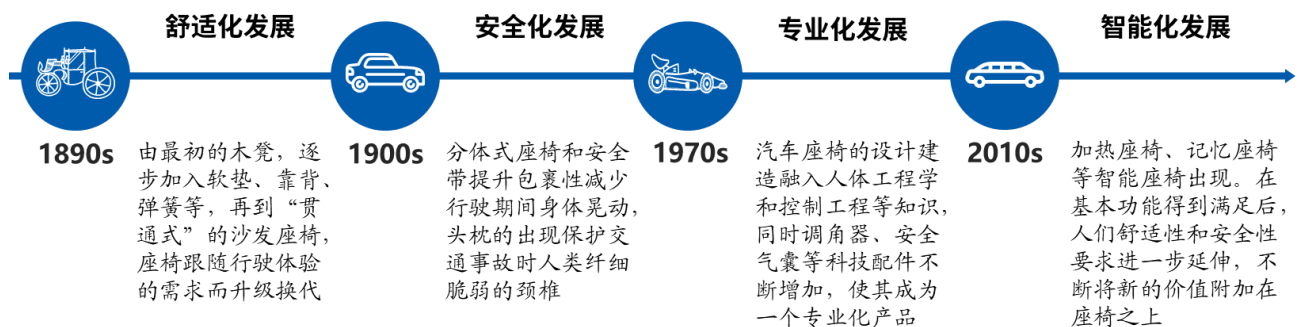 舒适化发展
1890s
由最初的木凳，逐
步加入软垫、靠背、
弹簧等，再到“贯
通式”的沙发座椅，
座椅跟随行驶体验
的需求而升级换代
安全化发展
1900s
分体式座椅和安全
带提升包裹性减少
行驶期间身体晃动，
头枕的出现保护交
通事故时人类纤细
脆弱的颈椎
专业化发展
1970s
汽车座椅的设计建
造融入人体工程学
和控制工程等知识，
同时调角器、安全
气囊等科技配件不
断增加，使其成为
一个专业化产品
智能化发展
2010s
加热座椅、记忆座椅
等智能座椅出现。在
基本功能得到满足后，
人们舒适性和安全性
要求进一步延伸，不
断将新的价值附加在
座椅之上